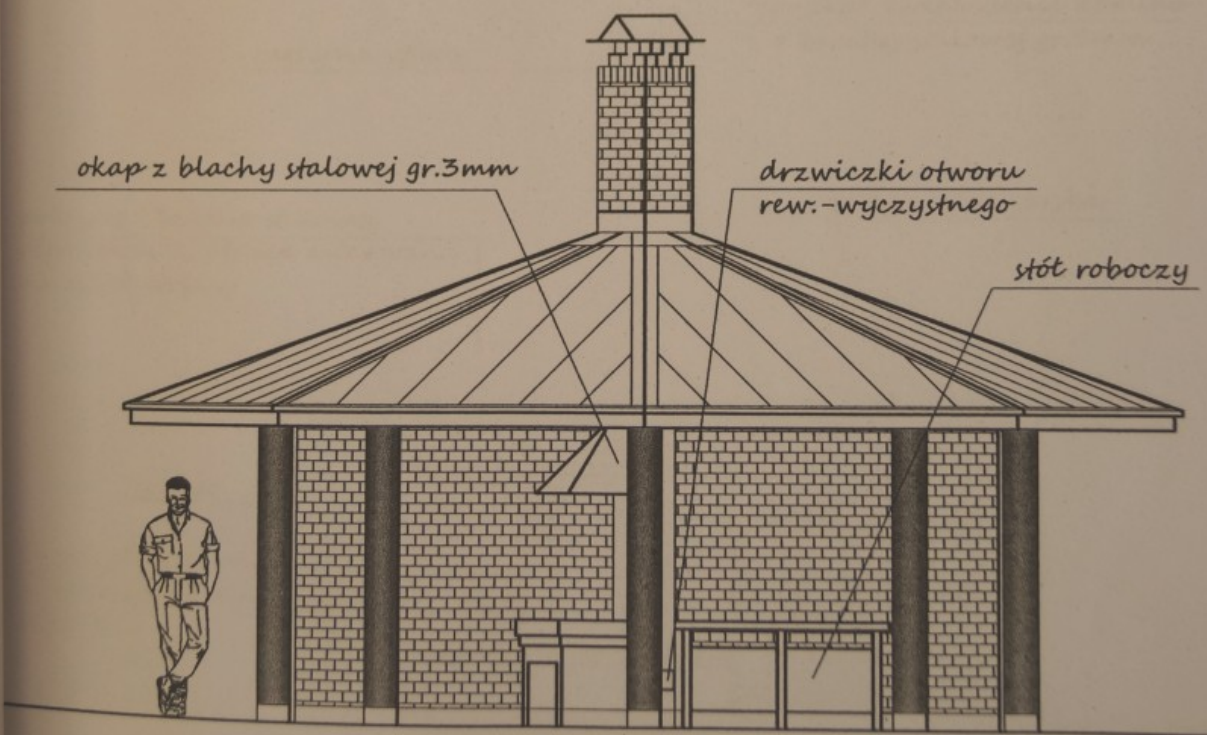 okap z blachy stalowej gr.3mm
drzwiczki otworu
rew.-wyczystnego
stół roboczy